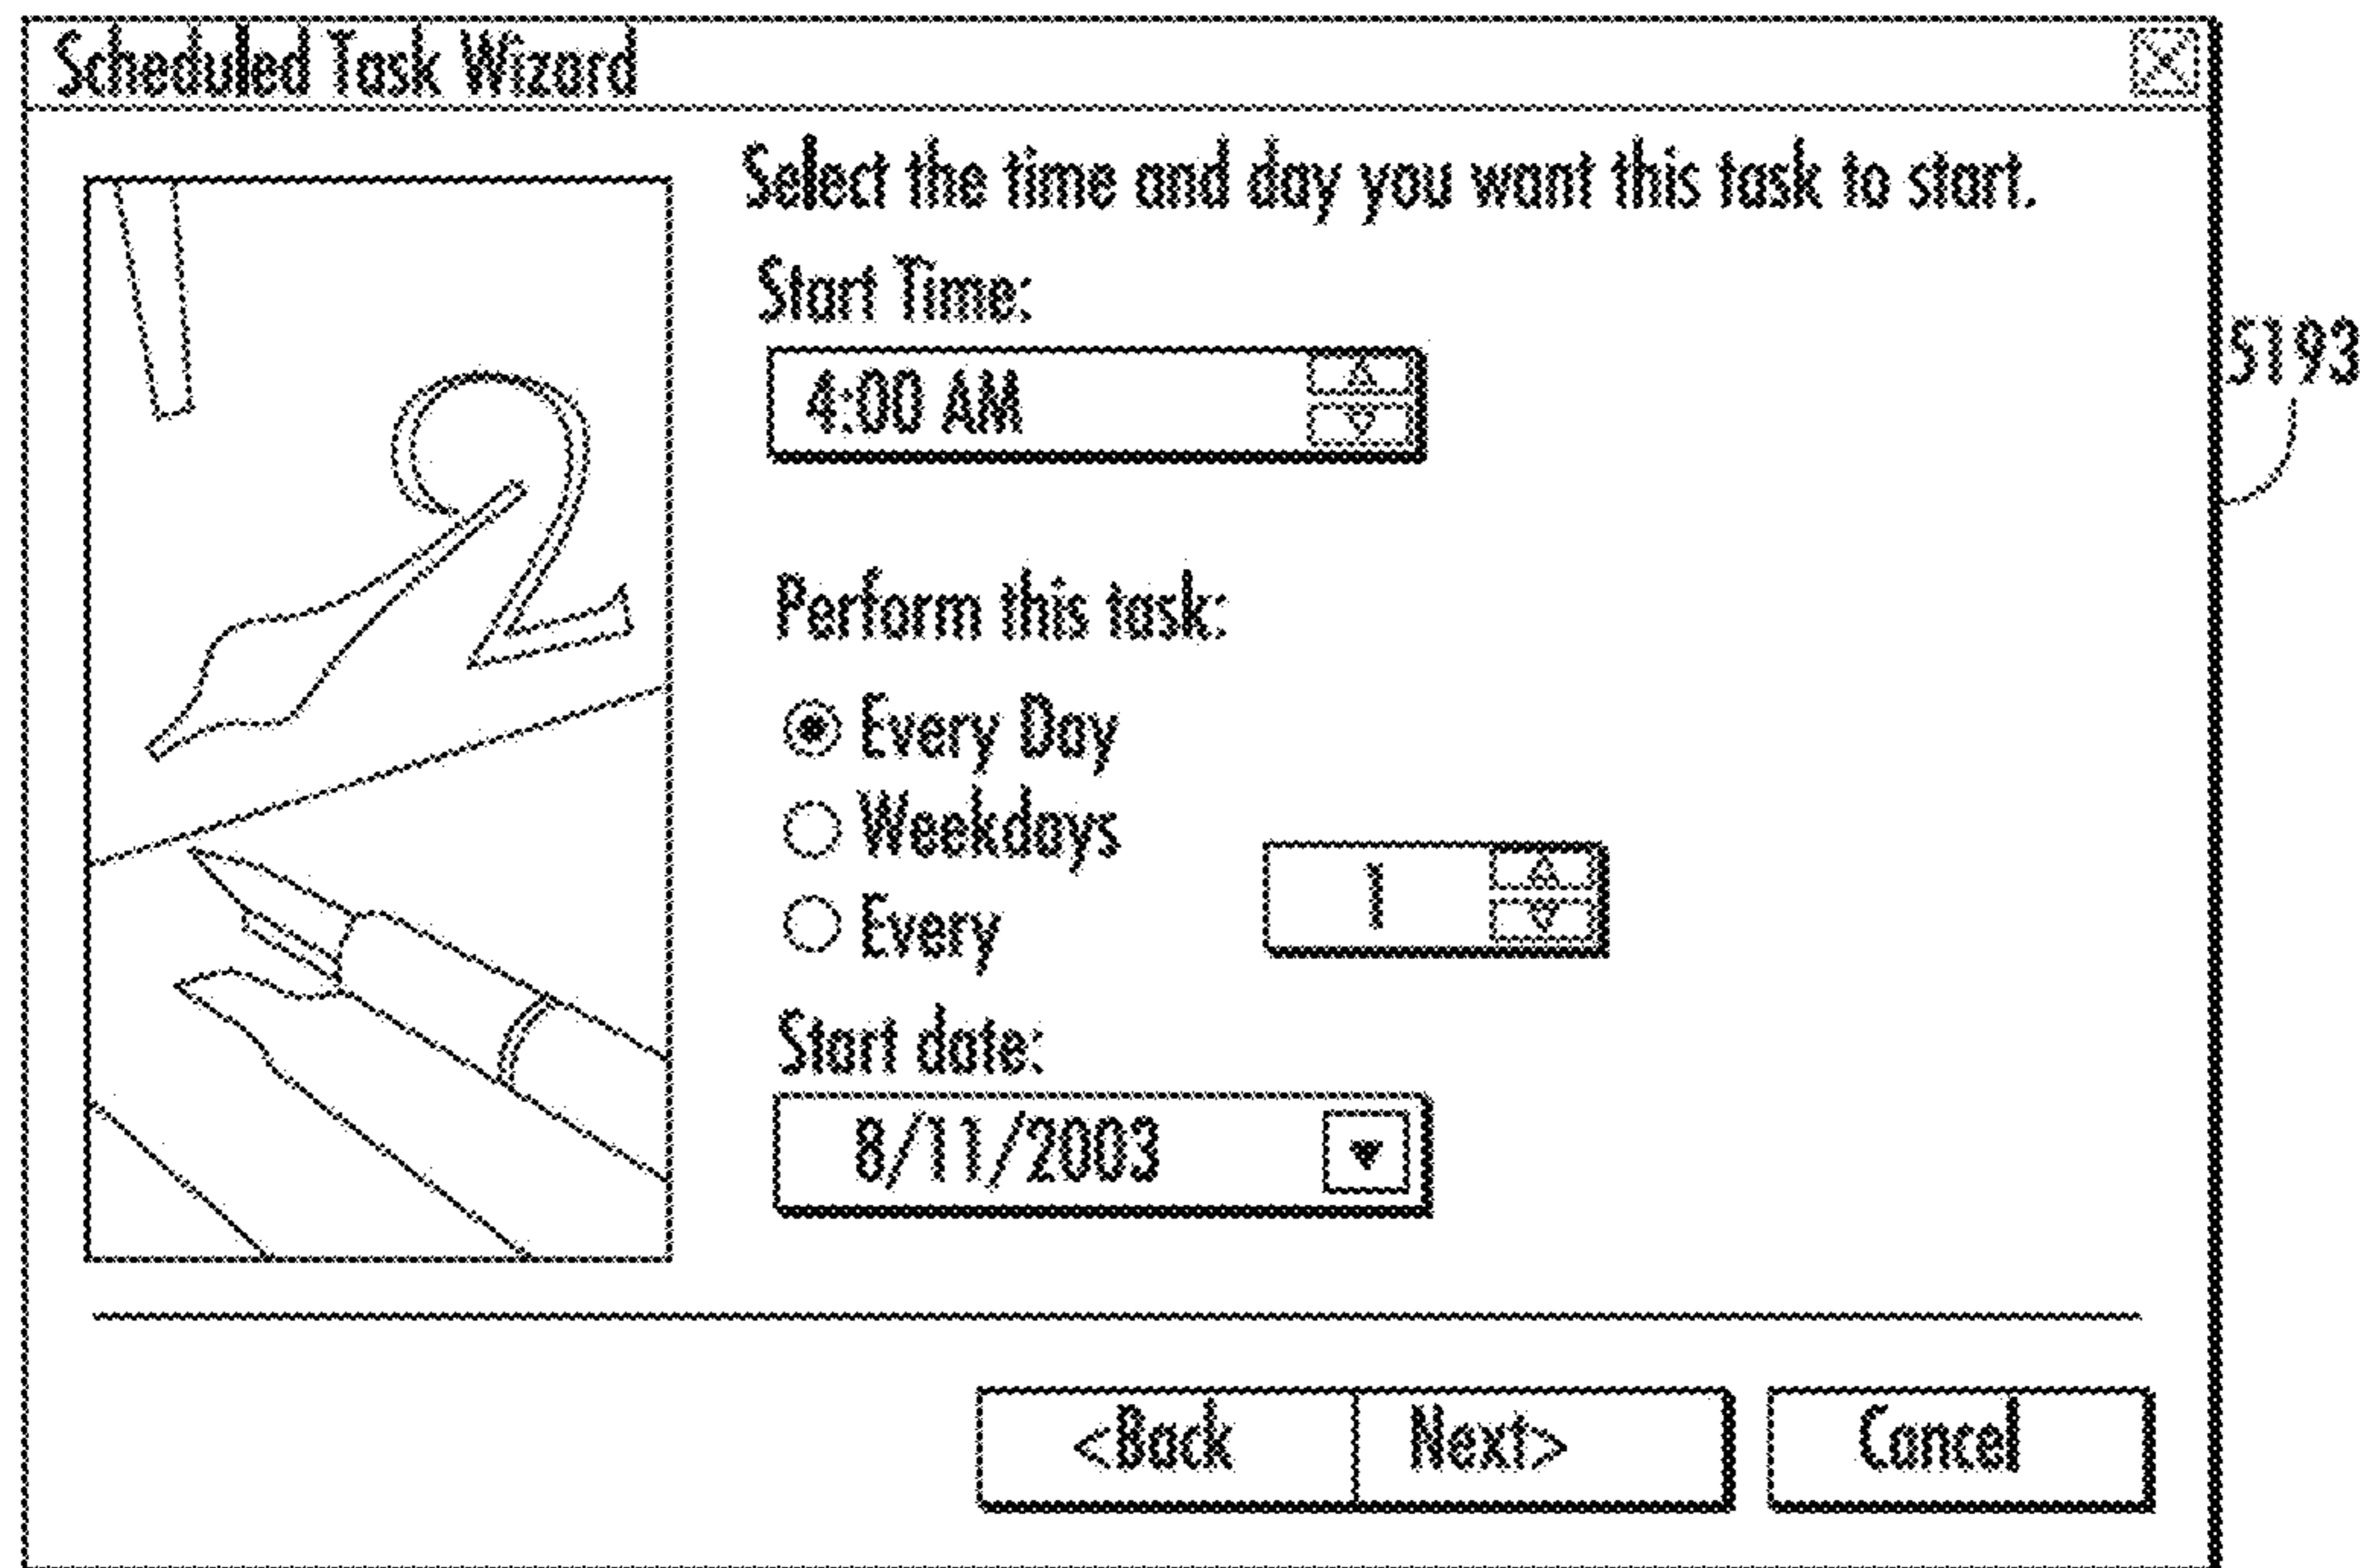 Scheduled Task Wizard
Select the time and day you want this task to start.
Start Time:
5193
4:00 AM
Perform this task:
Every Day
Weekdays
Every 1
Start date:
8/11/2003
<Back Next> Cancel